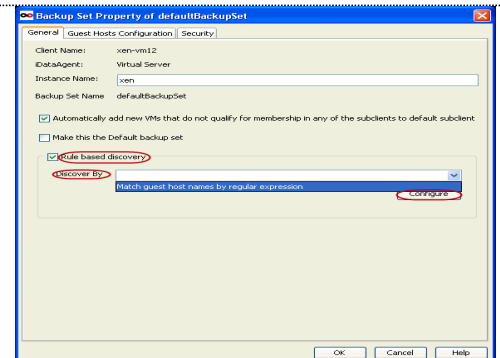 Backup Set Property of defaultBackupSet
General Guest Hosts Configuration Security
Client Name: xen-vm12
iDataAgent: Virtual Server
Instance Name: xen
Backup Set Name defaultBackupSet
Automatically add new VMs that do not qualify for membership in any of the subclients to default subclient
Make this the Default backup set
Rule based discovery
Discover By
Match guest host names by regular expression
Configure
OK Cancel Help